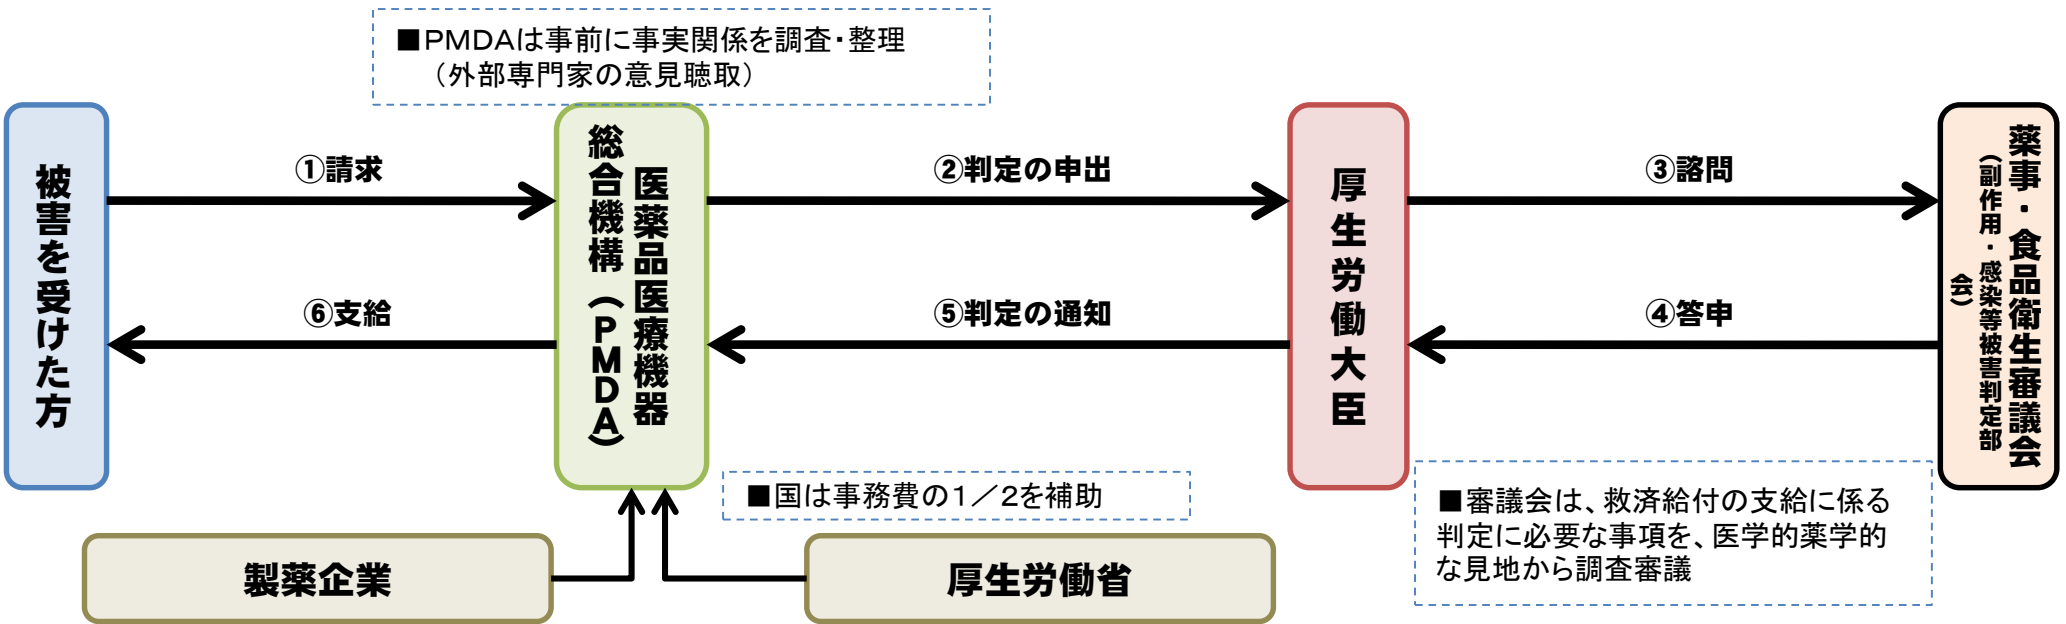 ■PMDAは事前に事実関係を調査・整理
（外部専門家の意見聴取）
被害を受けた方
①請求
⑥支給
医薬品医療機器
総合機構（PMDA）
②判定の申出
⑤判定の通知
厚生労働大臣
③諮問
④答申
薬事・食品衛生審議会
（副作用・感染等被害判定部
会）
■国は事務費の１／２を補助
■審議会は、救済給付の支給に係る
判定に必要な事項を、医学的薬学的
な見地から調査審議
製薬企業
厚生労働省